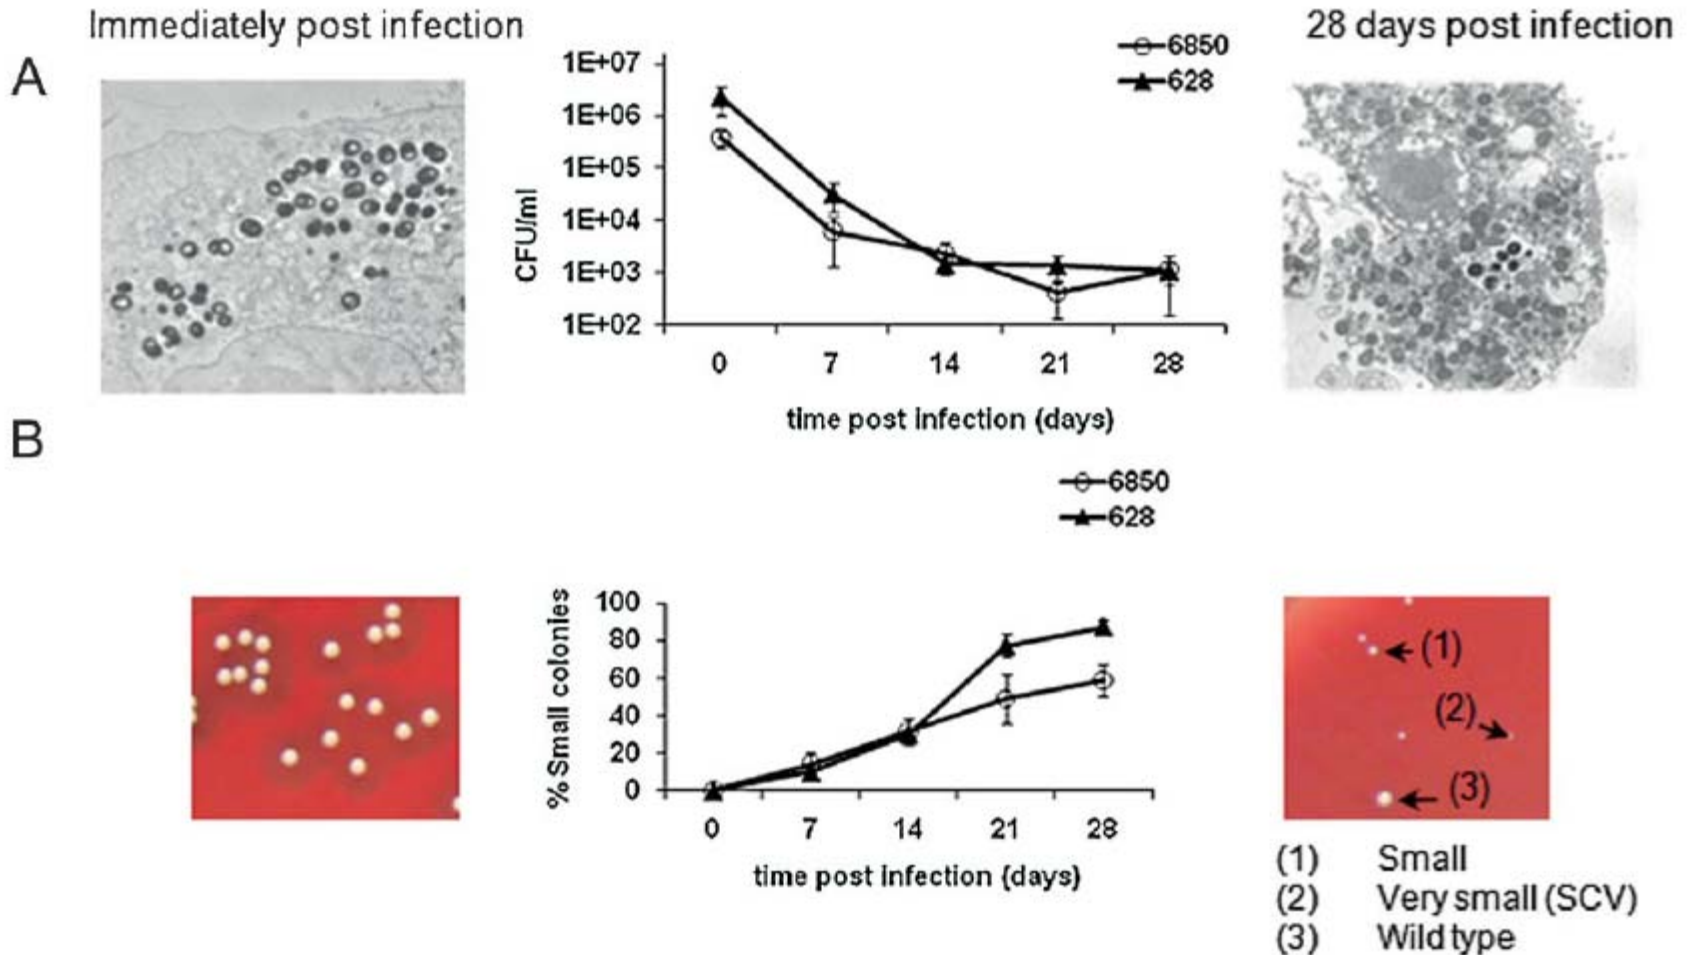 Immediately post infection
28 days post infection
A
6850
628
1E+07
1E+06
1E+05
1E+04
1E+03
1E+02
CFU/ml
0 7 14 21 28
time post infection (days)
B
6850
628
100
80
60
40
20
0
% Small colonies
0 7 14 21 28
time post infection (days)
(1)
(2)
(3)
(1) Small
(2) Very small (SCV)
(3) Wild type